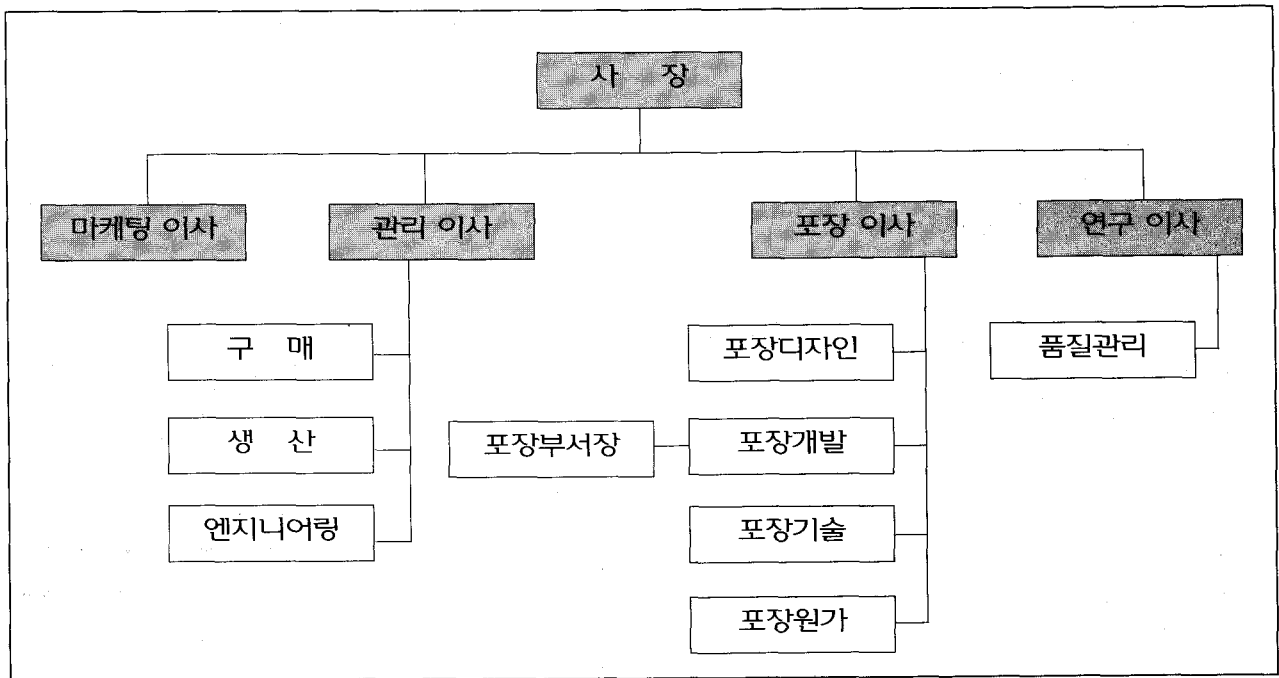 사 장
마케팅 이사 관리 이사 포장 이사 연구 이사
구 매 포장디자인 품질관리
생 산 포장부서장 포장개발
엔지니어링 포장기술
포장원가